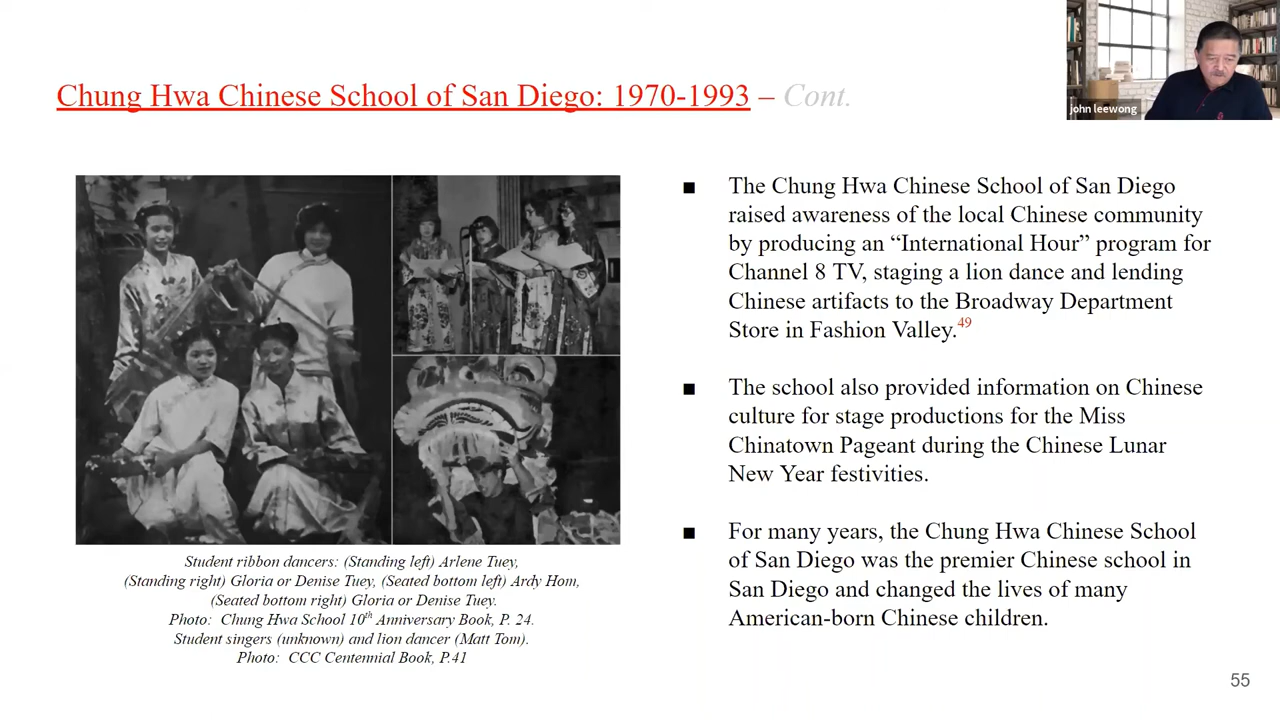 Chung Hwa Chinese School of San Diego: 1970-1993 – Cont.
john leewong
■ The Chung Hwa Chinese School of San Diego
raised awareness of the local Chinese community
by producing an “International Hour” program for
Channel 8 TV, staging a lion dance and lending
Chinese artifacts to the Broadway Department
Store in Fashion Valley.49
■ The school also provided information on Chinese
culture for stage productions for the Miss
Chinatown Pageant during the Chinese Lunar
New Year festivities.
■ For many years, the Chung Hwa Chinese School
of San Diego was the premier Chinese school in
San Diego and changed the lives of many
American-born Chinese children.
Student ribbon dancers: (Standing left) Arlene Tuey,
(Standing right) Gloria or Denise Tuey, (Seated bottom left) Ardy Hom,
(Seated bottom right) Gloria or Denise Tuey.
Photo: Chung Hwa School 10th Anniversary Book, P. 24.
Student singers (unknown) and lion dancer (Matt Tom).
Photo: CCC Centennial Book, P.41
55